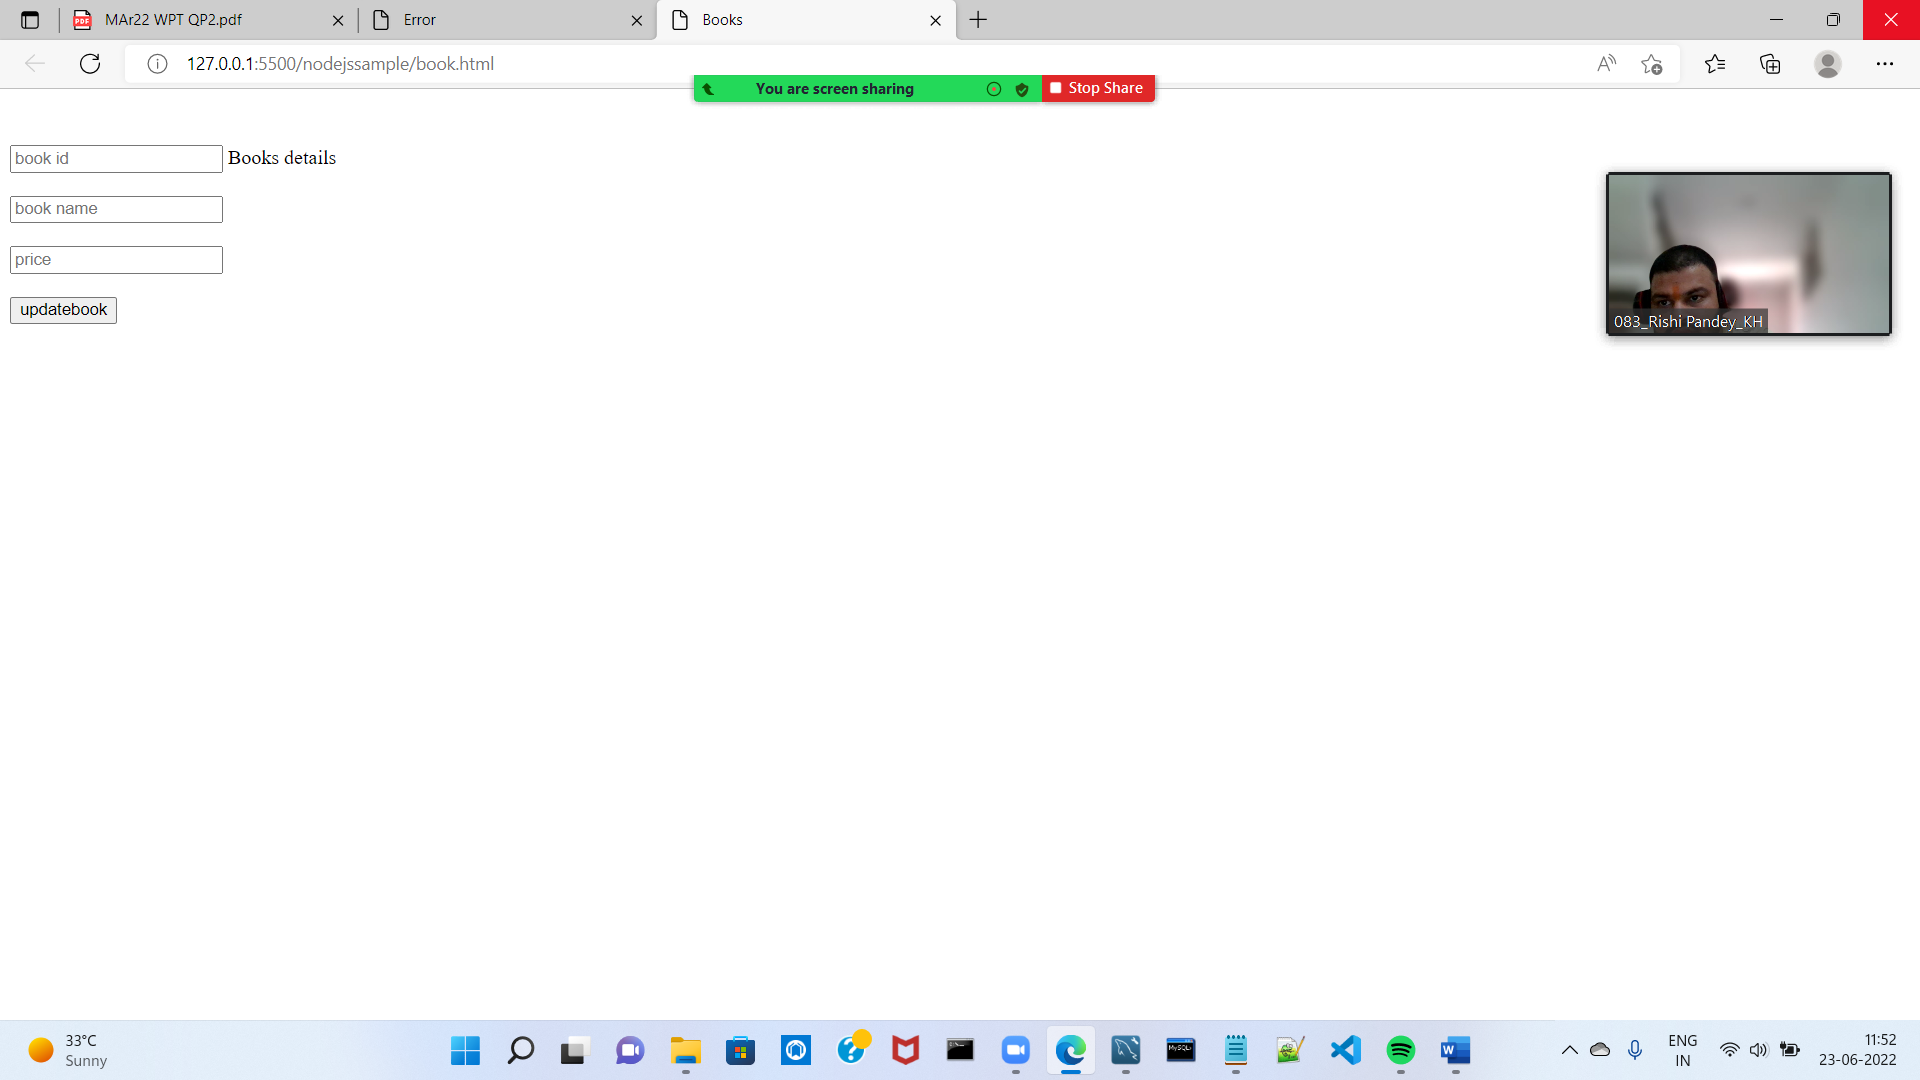 MAr22 WPT QP2.pdf
Error
Books
127.0.0.1:5500/nodejssample/book.html
You are screen sharing
Stop Share
book id
Books details
book name
price
updatebook
083_Rishi Pandey_KH
33°C
Sunny
ENG
IN
11:52
23-06-2022